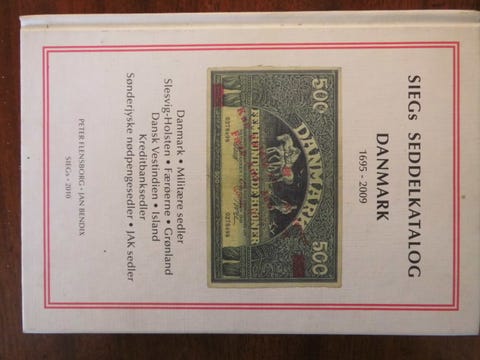 SIEGs SEDDELKATALOG
DANMARK
1695 - 2009
500
DANMARK
500
Danmark • Militære sedler
Slesvig-Holsten • Færøerne • Grønland
Dansk Vestindien • Island
Kreditbanksedler
Sønderjyske nødpengesedler • JAK sedler
PETER FLENSBORG • JAN BENDIX
SIEGs - 2010